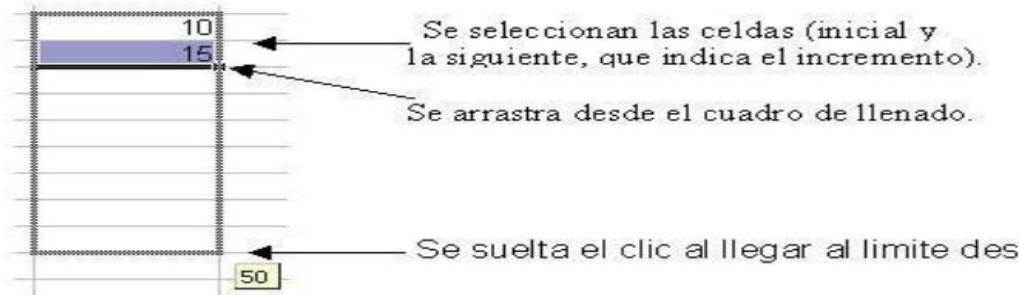 10
Se seleccionan las celdas (inicial y
15
la siguiente, que indica el incremento).
Se arrastra desde el cuadro de llenado.
Se suelta el clic al llegar al limite des
50